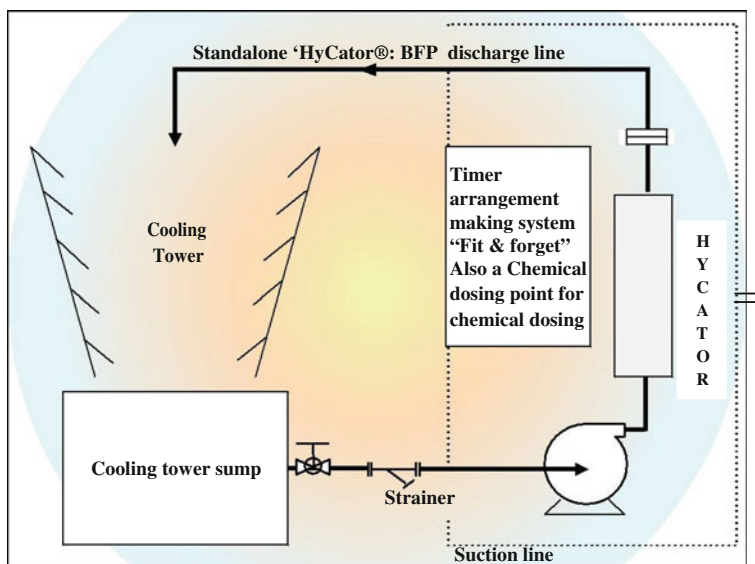 Standalone ‘HyCator®: BFP discharge line
Cooling
Tower
Timer
arrangement
making system
“Fit & forget”
Also a Chemical
dosing point for
chemical dosing
H
Y
C
A
T
O
R
Cooling tower sump
Strainer
Suction line